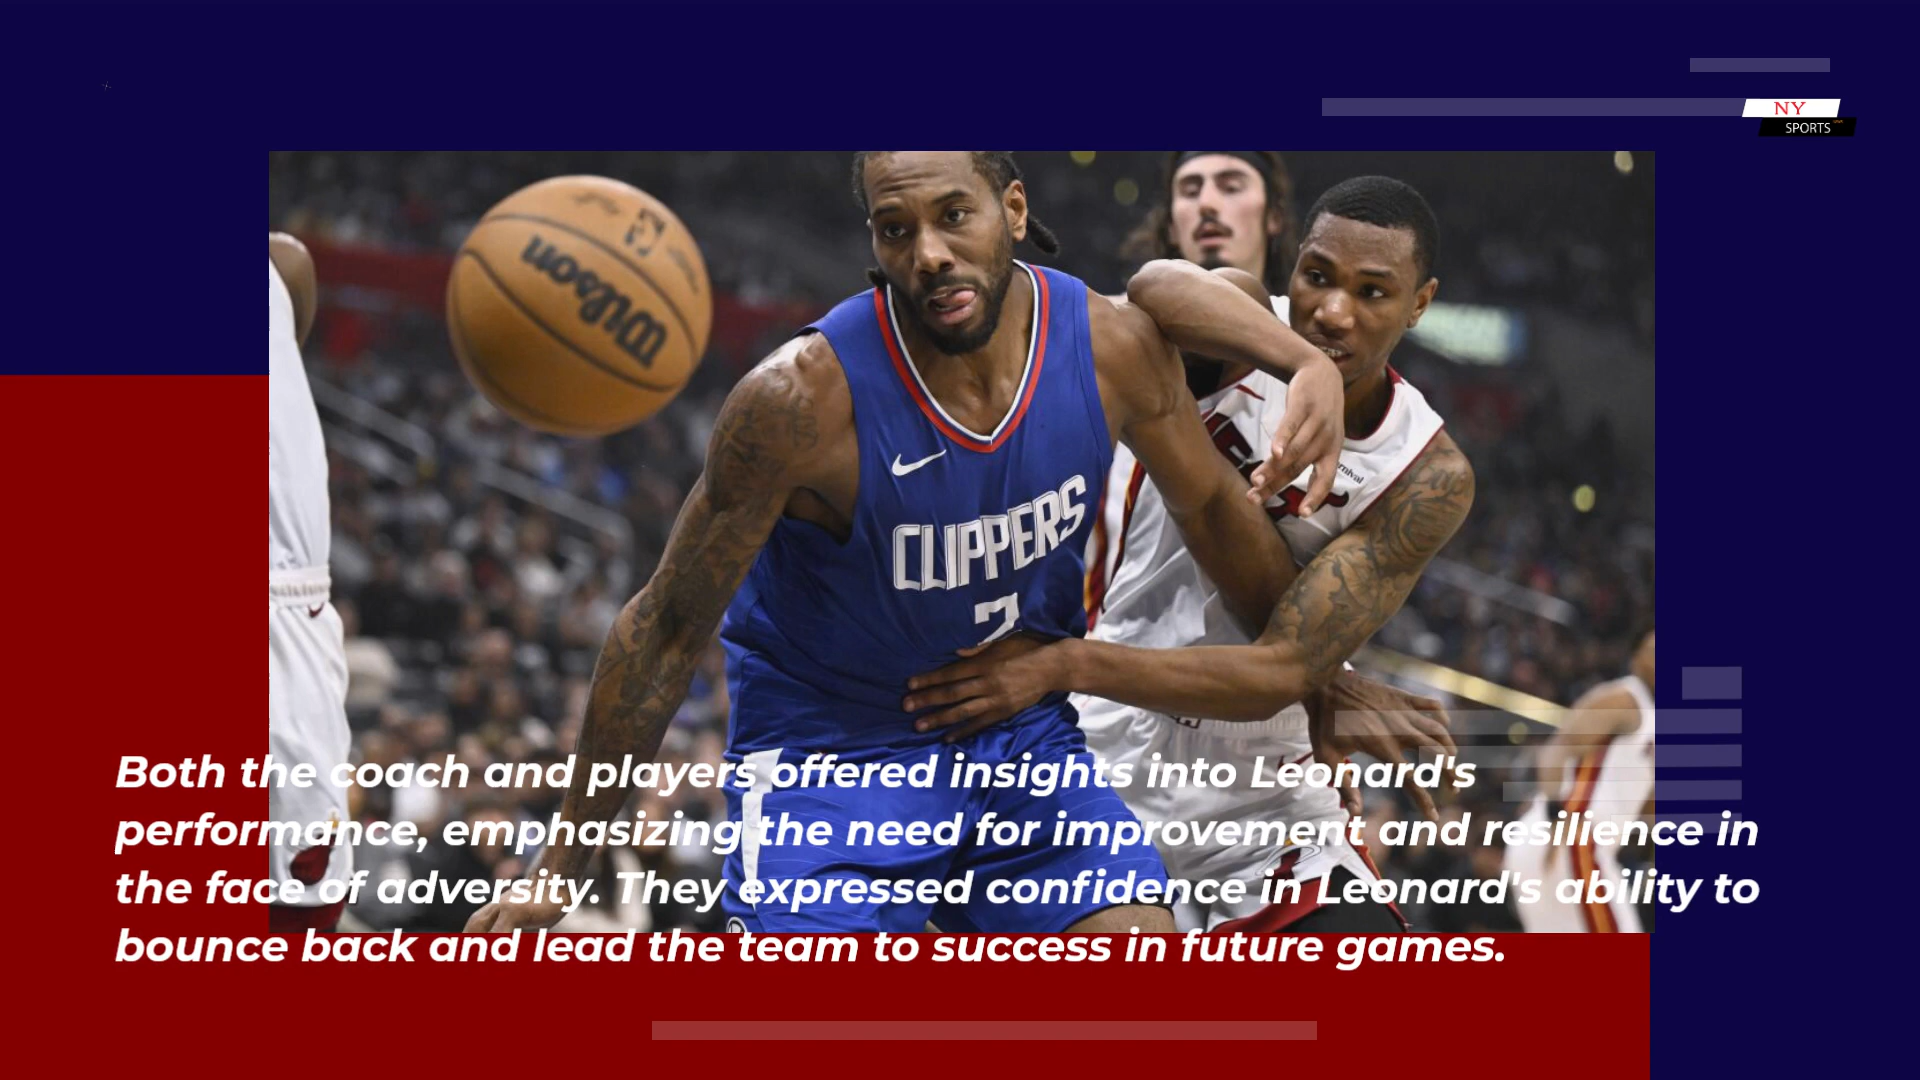 NY
SPORTS
Wilson
CLIPPERS
2
Both the coach and players offered insights into Leonard's
performance, emphasizing the need for improvement and resilience in
the face of adversity. They expressed confidence in Leonard's ability to
bounce back and lead the team to success in future games.